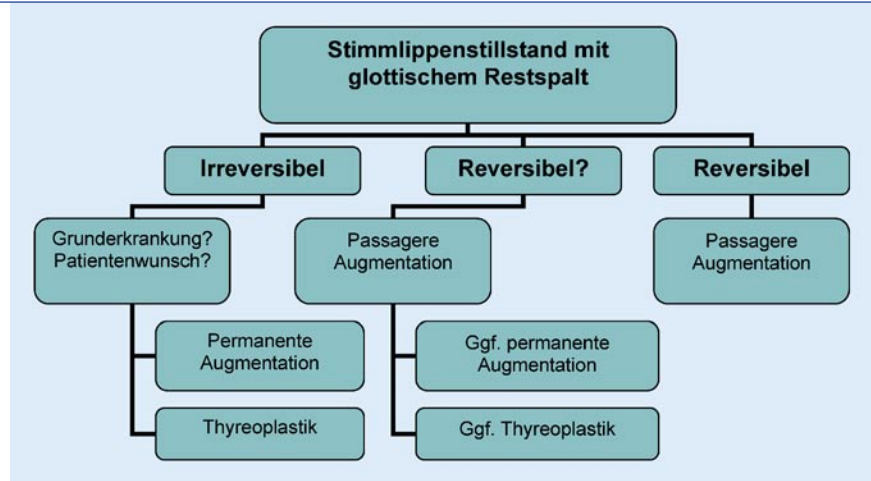 Stimmlippenstillstand mit
glottischem Restspalt
Irreversibel
Reversibel?
Reversibel
Grunderkrankung?
Patientenwunsch?
Passagere
Augmentation
Passagere
Augmentation
Permanente
Augmentation
Ggf. permanente
Augmentation
Thyreoplastik
Ggf. Thyreoplastik